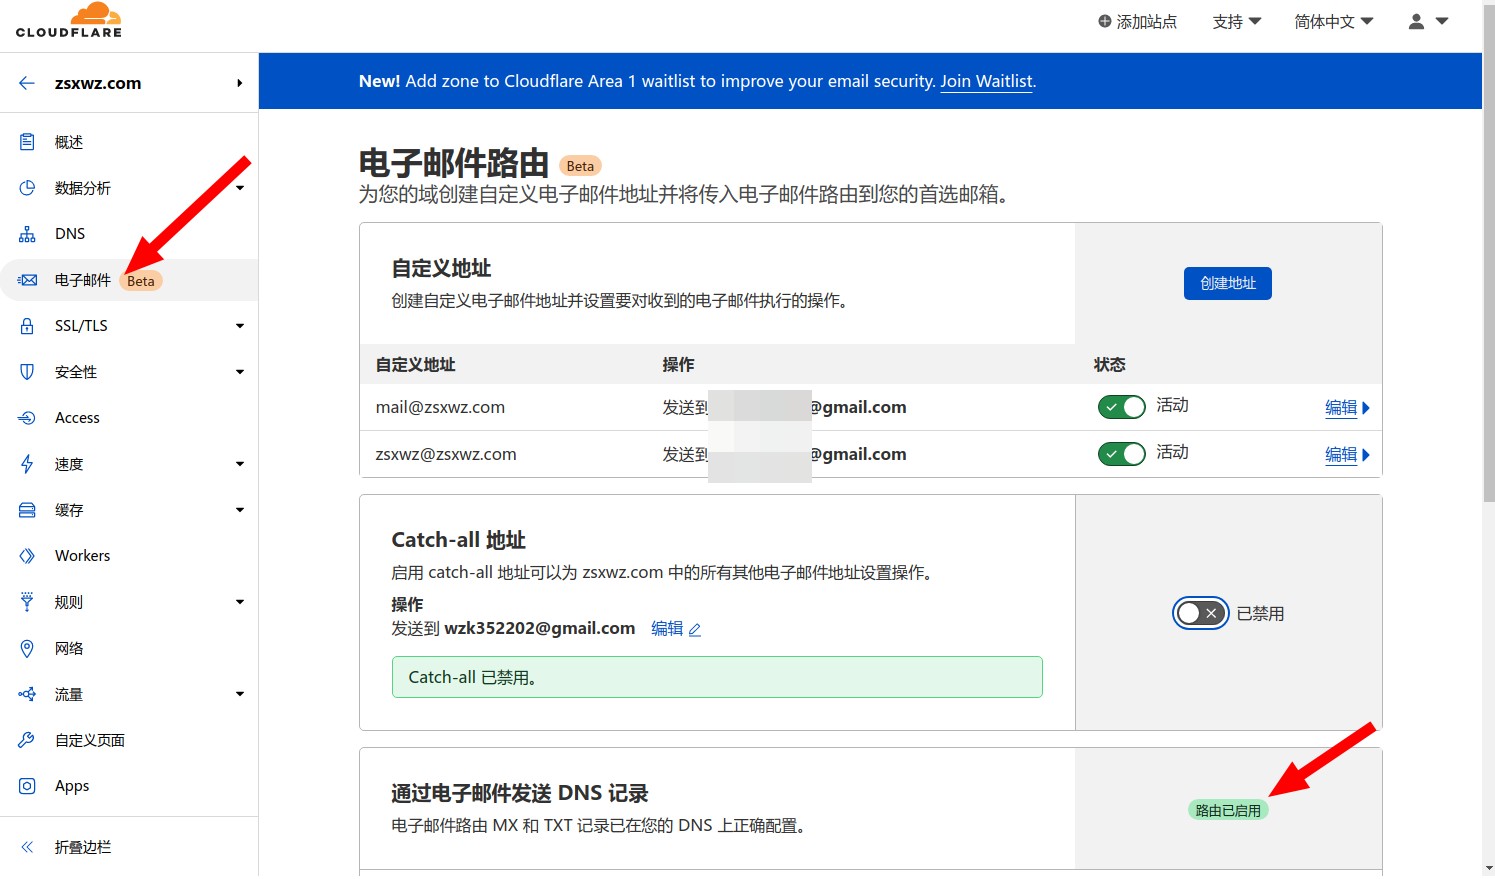 CLOUDFLARE
添加站点
支持
简体中文
zsxwz.com
New! Add zone to Cloudflare Area 1 waitlist to improve your email security. Join Waitlist.
概述
数据分析
DNS
电子邮件 Beta
SSL/TLS
安全性
Access
速度
缓存
Workers
规则
网络
流量
自定义页面
Apps
折叠边栏
电子邮件路由 Beta
为您的域创建自定义电子邮件地址并将传入电子邮件路由到您的首选邮箱。
自定义地址
创建自定义电子邮件地址并设置要对收到的电子邮件执行的操作。
创建地址
自定义地址 操作 状态
mail@zsxwz.com 发送到 @gmail.com 活动 编辑
zsxwz@zsxwz.com 发送到 @gmail.com 活动 编辑
Catch-all 地址
启用 catch-all 地址可以为 zsxwz.com 中的所有其他电子邮件地址设置操作。
操作
发送到 wzk352202@gmail.com 编辑
已禁用
Catch-all 已禁用。
通过电子邮件发送 DNS 记录
电子邮件路由 MX 和 TXT 记录已在您的 DNS 上正确配置。
路由已启用